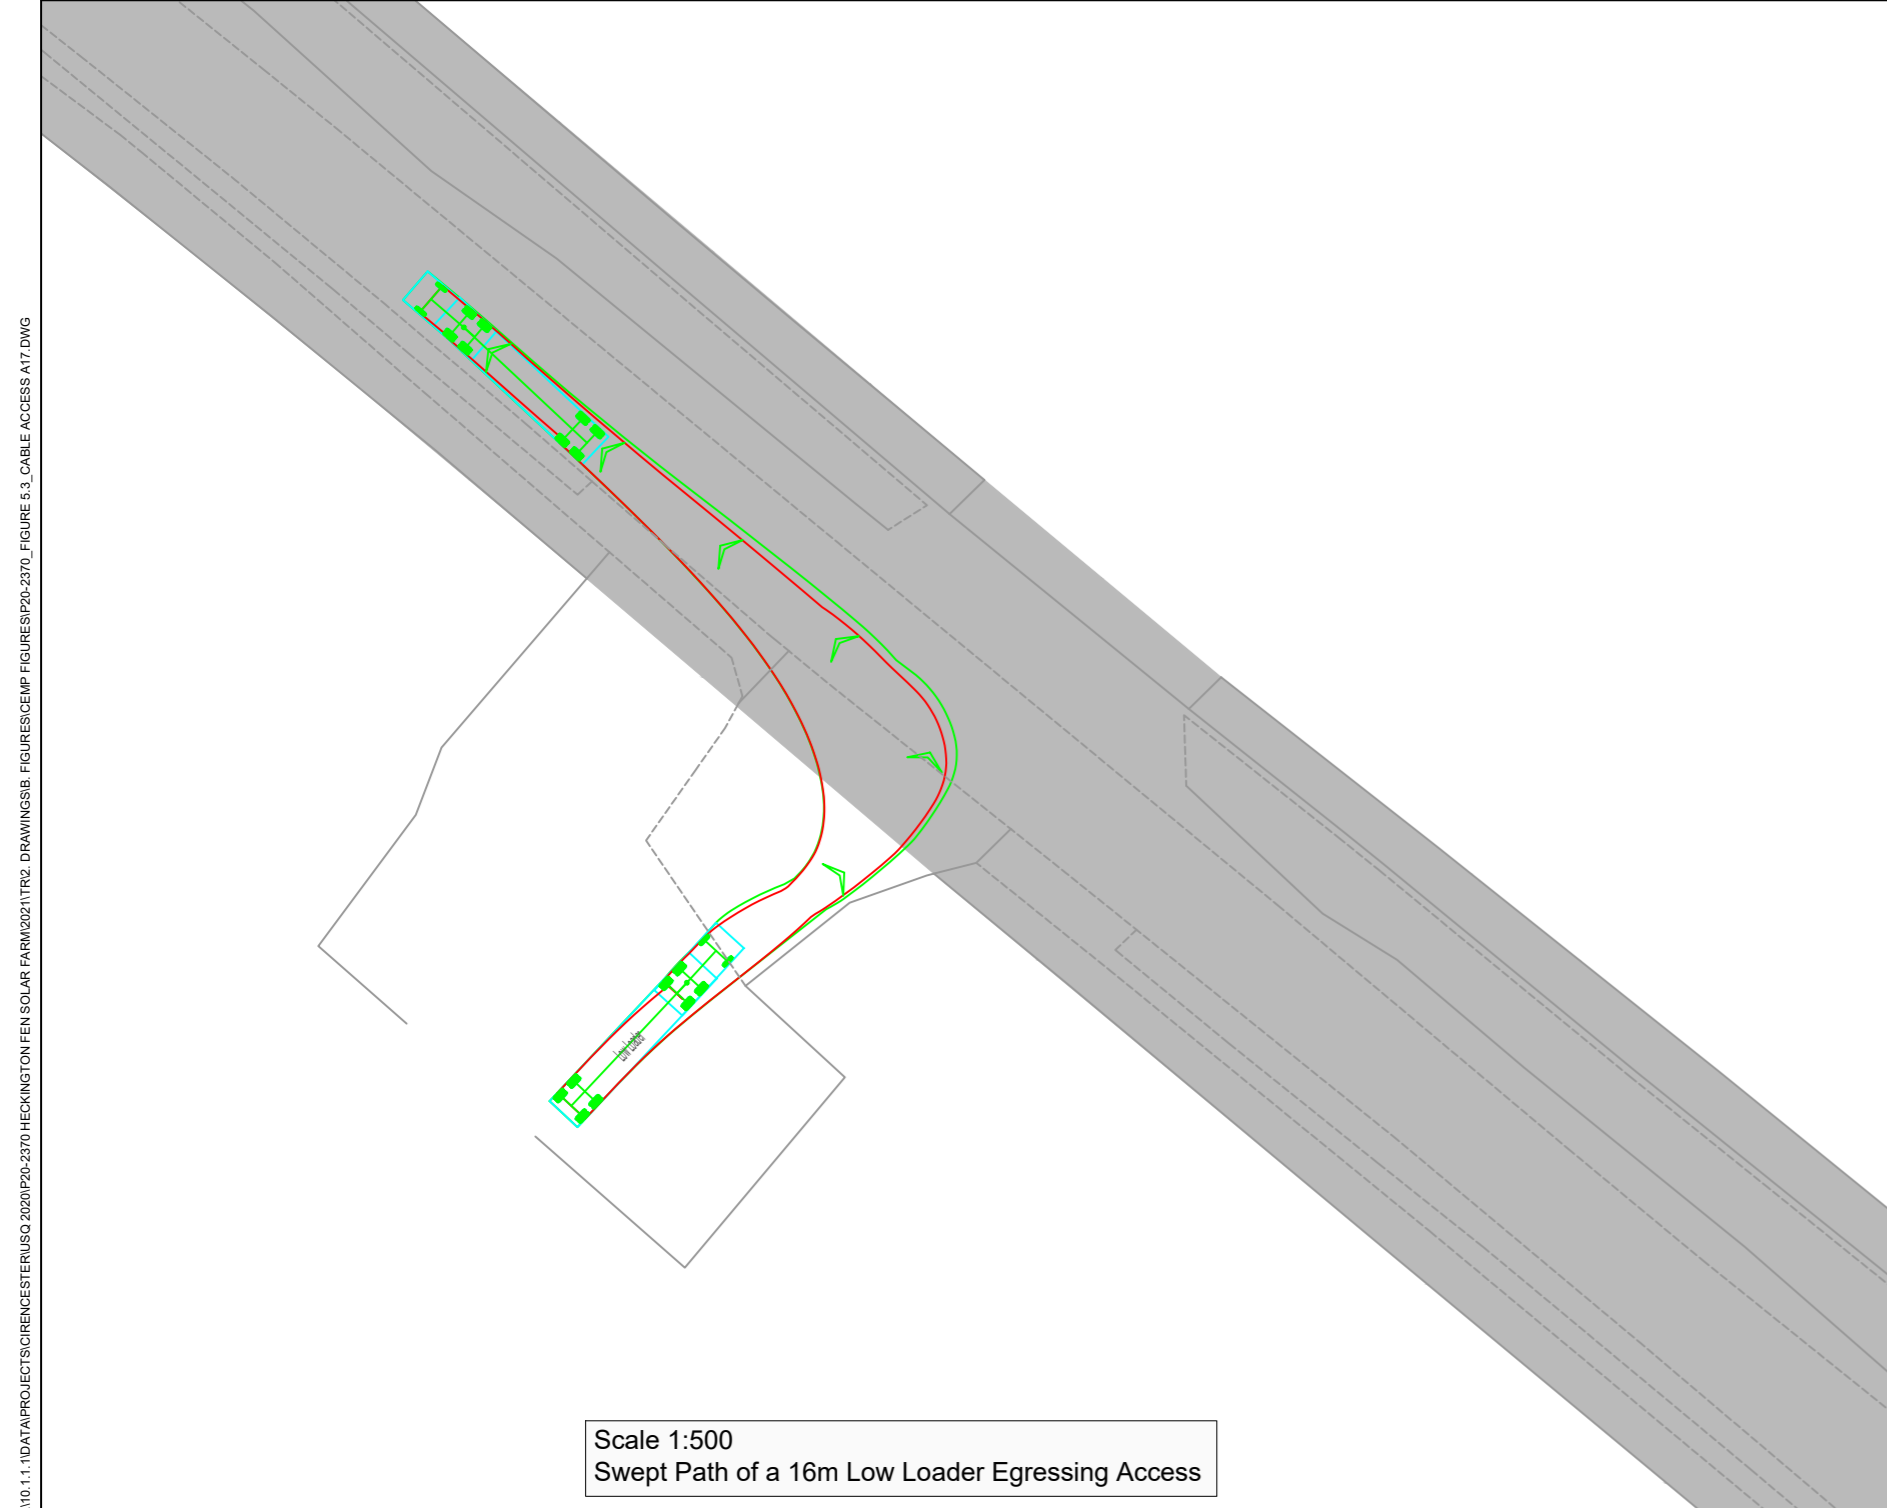 \10.1.1.1\DATA\PROJECTS\CIRENCESTER\USQ 2020\P20-2370 HECKINGTON FEN SOLAR FARM\2021\TR\2. DRAWINGS\B. FIGURES\CEMP FIGURES\P20-2370_FIGURE 5.3_CABLE ACCESS A17.DWG
Low Loader
Scale 1:500
Swept Path of a 16m Low Loader Egressing Access